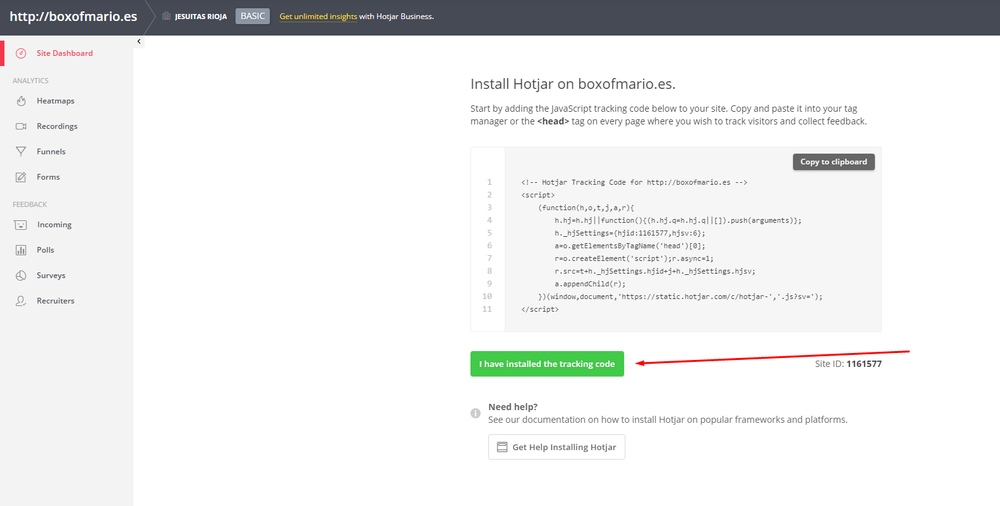 http://boxofmario.es
JESUITAS RIOJA
BASIC
Get unlimited insights with Hotjar Business.
Site Dashboard
ANALYTICS
Heatmaps
Recordings
Funnels
Forms
FEEDBACK
Incoming
Polls
Surveys
Recruiters
Install Hotjar on boxofmario.es.
Start by adding the JavaScript tracking code below to your site. Copy and paste it into your tag
manager or the <head> tag on every page where you wish to track visitors and collect feedback.
Copy to clipboard
1 <!-- Hotjar Tracking Code for http://boxofmario.es -->
2 <script>
3 (function(h,o,t,j,a,r){
4 h.hj=h.hj||function(){(h.hj.q=h.hj.q||[]).push(arguments)};
5 h._hjSettings={hjid:1161577,hjsv:6};
6 a=o.getElementsByTagName('head')[0];
7 r=o.createElement('script');r.async=1;
8 r.src=t+h._hjSettings.hjid+j+h._hjSettings.hjsv;
9 a.appendChild(r);
10 })(window,document,'https://static.hotjar.com/c/hotjar-','.js?sv=');
11 </script>
I have installed the tracking code
Site ID: 1161577
Need help?
See our documentation on how to install Hotjar on popular frameworks and platforms.
Get Help Installing Hotjar